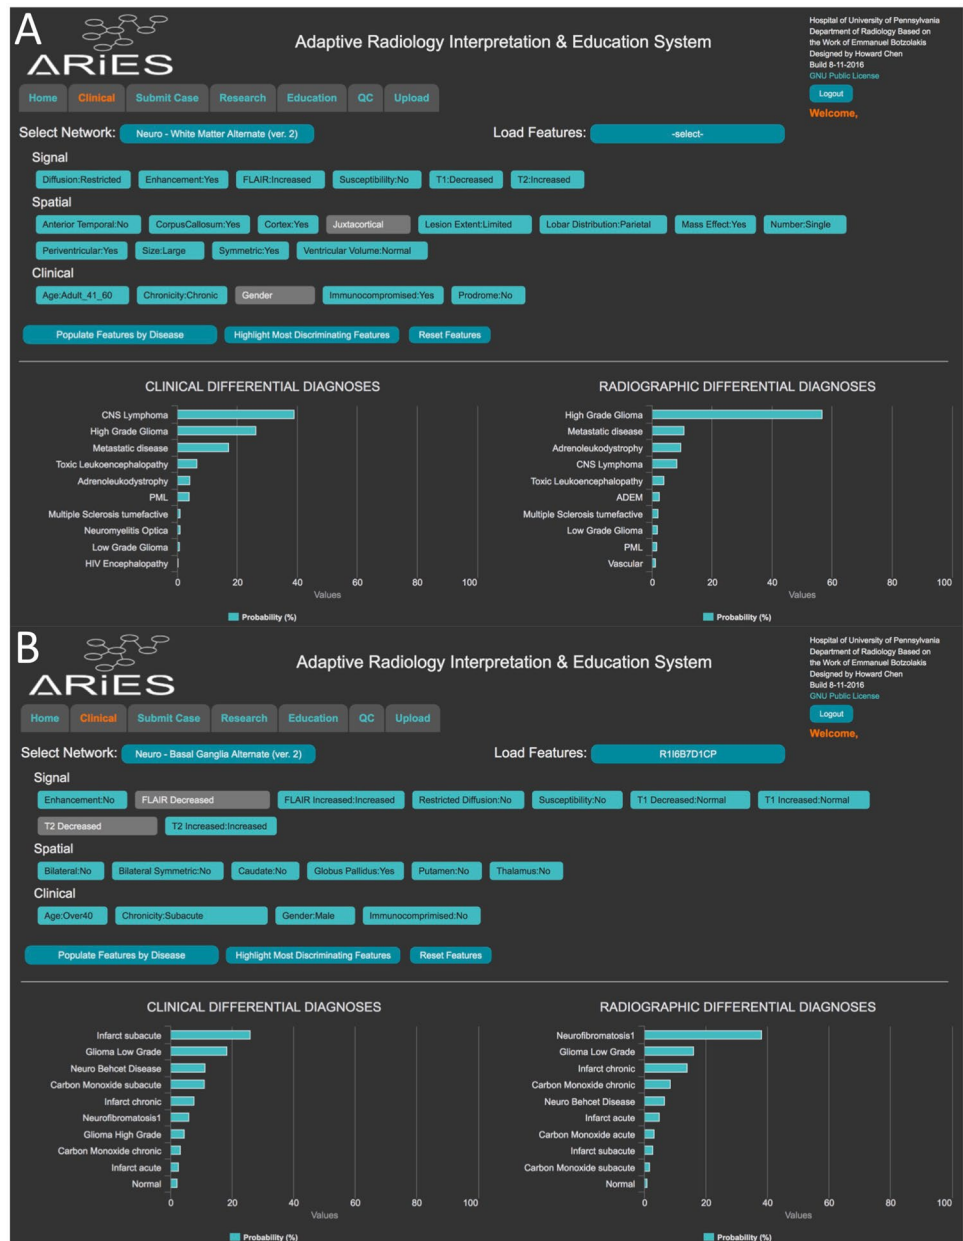 A
ARiES
Adaptive Radiology Interpretation & Education System
Hospital of University of Pennsylvania
Department of Radiology Based on
the Work of Emmanuel Botzolakis
Designed by Howard Chen
Build 8-11-2016
GNU Public License
Logout
Welcome,
Home Clinical Submit Case Research Education QC Upload
Select Network: Neuro - White Matter Alternate (ver. 2) Load Features: -select-
Signal
Diffusion:Restricted Enhancement:Yes FLAIR:Increased Susceptibility:No T1:Decreased T2:Increased
Spatial
Anterior Temporal:No CorpusCallosum:Yes Cortex:Yes Juxtacortical Lesion Extent:Limited Lobar Distribution:Parietal Mass Effect:Yes Number:Single
Periventricular:Yes Size:Large Symmetric:Yes Ventricular Volume:Normal
Clinical
Age:Adult_41_60 Chronicity:Chronic Gender Immunocompromised:Yes Prodrome:No
Populate Features by Disease Highlight Most Discriminating Features Reset Features
CLINICAL DIFFERENTIAL DIAGNOSES
CNS Lymphoma
High Grade Glioma
Metastatic disease
Toxic Leukoencephalopathy
Adrenoleukodystrophy
PML
Multiple Sclerosis tumefactive
Neuromyelitis Optica
Low Grade Glioma
HIV Encephalopathy
0 20 40 60 80 100
Values
Probability (%)
RADIOGRAPHIC DIFFERENTIAL DIAGNOSES
High Grade Glioma
Metastatic disease
Adrenoleukodystrophy
CNS Lymphoma
Toxic Leukoencephalopathy
ADEM
Multiple Sclerosis tumefactive
Low Grade Glioma
PML
Vascular
0 20 40 60 80 100
Values
Probability (%)
B
ARiES
Adaptive Radiology Interpretation & Education System
Hospital of University of Pennsylvania
Department of Radiology Based on
the Work of Emmanuel Botzolakis
Designed by Howard Chen
Build 8-11-2016
GNU Public License
Logout
Welcome,
Home Clinical Submit Case Research Education QC Upload
Select Network: Neuro - Basal Ganglia Alternate (ver. 2) Load Features: R1I6B7D1CP
Signal
Enhancement:No FLAIR Decreased FLAIR Increased:Increased Restricted Diffusion:No Susceptibility:No T1 Decreased:Normal T1 Increased:Normal
T2 Decreased T2 Increased:Increased
Spatial
Bilateral:No Bilateral Symmetric:No Caudate:No Globus Pallidus:Yes Putamen:No Thalamus:No
Clinical
Age:Over40 Chronicity:Subacute Gender:Male Immunocomprimised:No
Populate Features by Disease Highlight Most Discriminating Features Reset Features
CLINICAL DIFFERENTIAL DIAGNOSES
Infarct subacute
Glioma Low Grade
Neuro Behcet Disease
Carbon Monoxide subacute
Infarct chronic
Neurofibromatosis1
Glioma High Grade
Carbon Monoxide chronic
Infarct acute
Normal
0 20 40 60 80 100
Values
Probability (%)
RADIOGRAPHIC DIFFERENTIAL DIAGNOSES
Neurofibromatosis1
Glioma Low Grade
Infarct chronic
Carbon Monoxide chronic
Neuro Behcet Disease
Infarct acute
Carbon Monoxide acute
Infarct subacute
Carbon Monoxide subacute
Normal
0 20 40 60 80 100
Values
Probability (%)